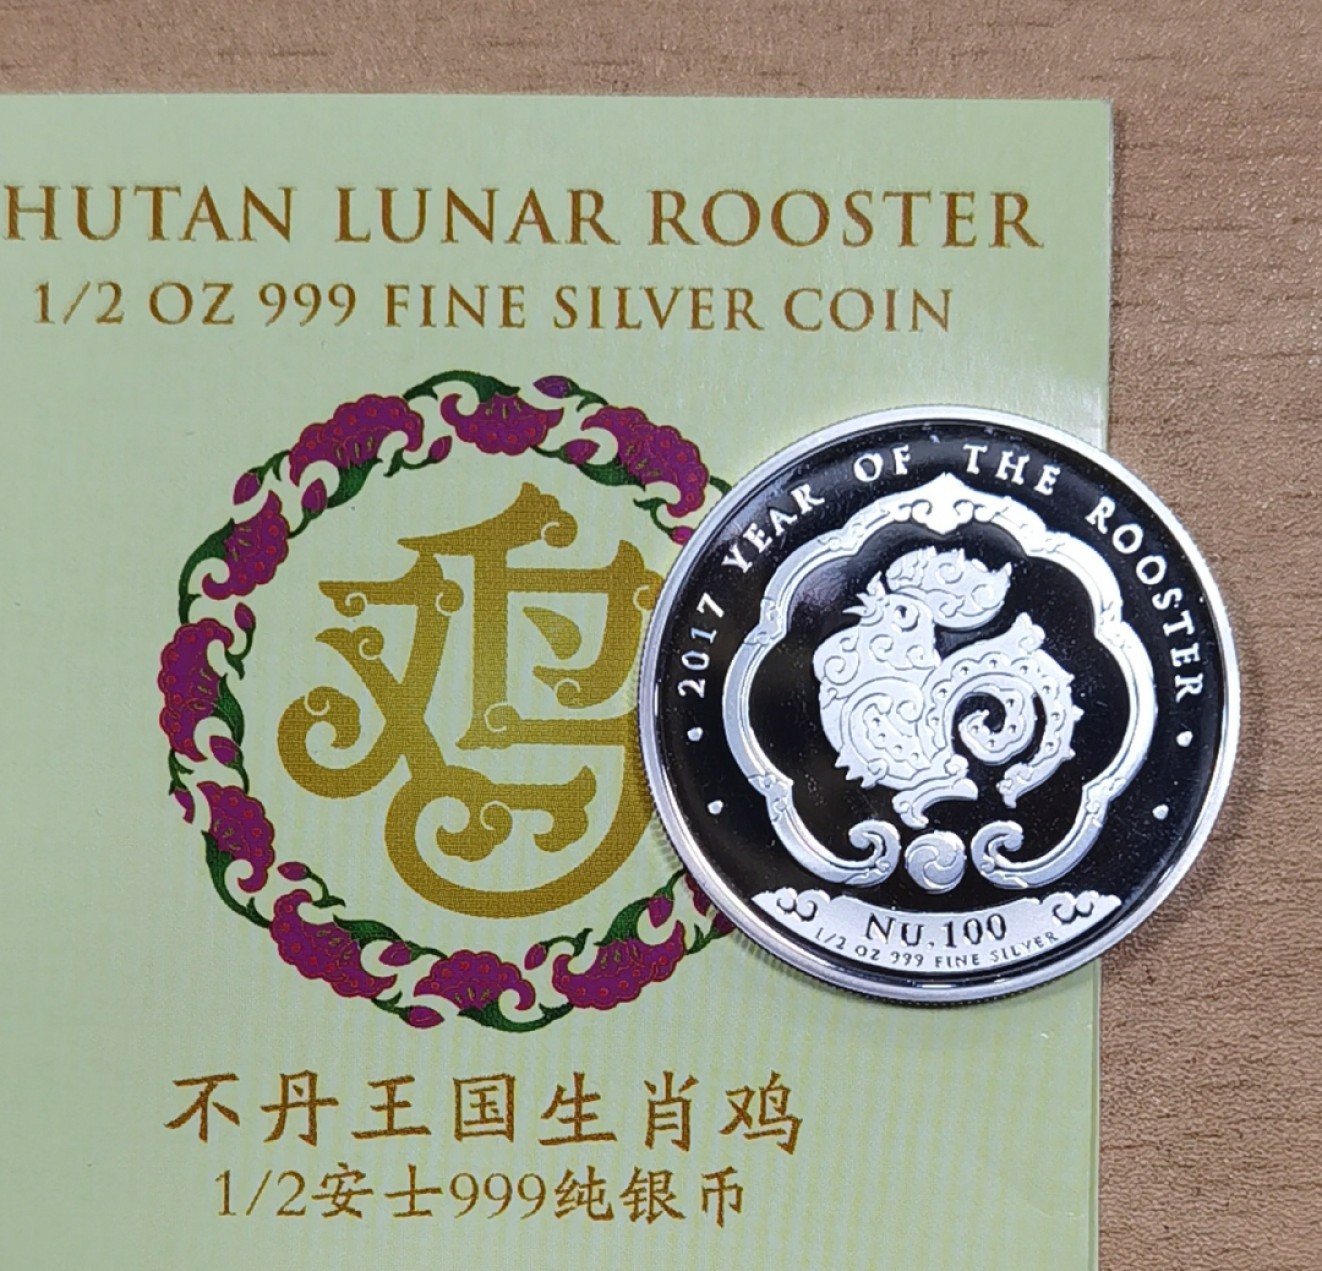 HUTAN LUNAR ROOSTER
1/2 OZ 999 FINE SILVER COIN
鸡
· 2017 YEAR OF THE ROOSTER ·
NU.100
1/2 OZ 999 FINE SILVER
不丹王国生肖鸡
1/2安士999纯银币